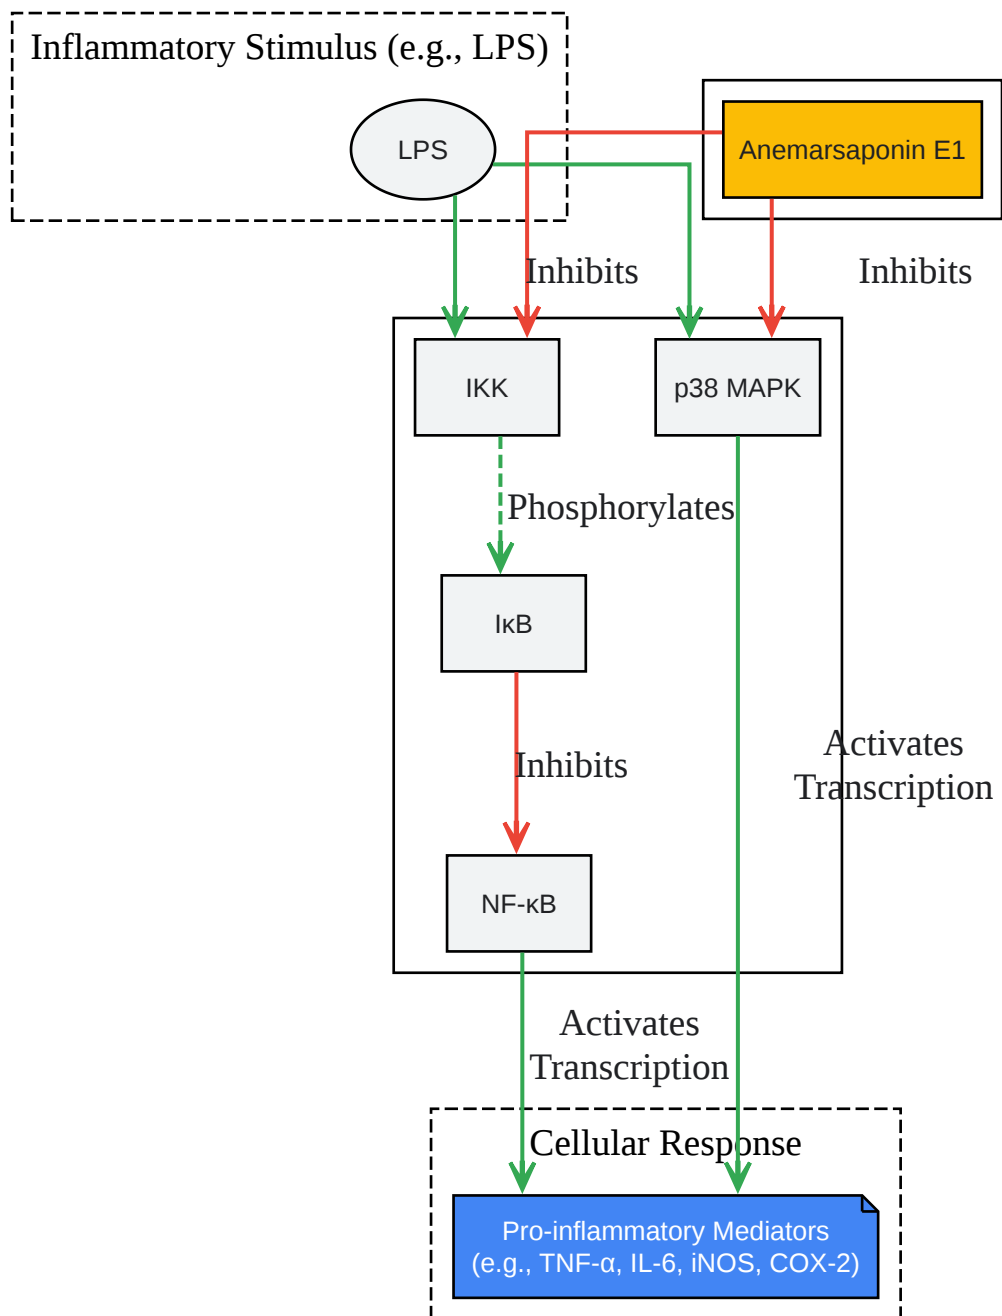 Inflammatory Stimulus (e.g., LPS)
LPS
Anemarsaponin E1
Inhibits
Inhibits
IKK
p38 MAPK
Phosphorylates
IκB
Inhibits
Activates
Transcription
NF-κB
Activates
Transcription
Cellular Response
Pro-inflammatory Mediators
(e.g., TNF-α, IL-6, iNOS, COX-2)